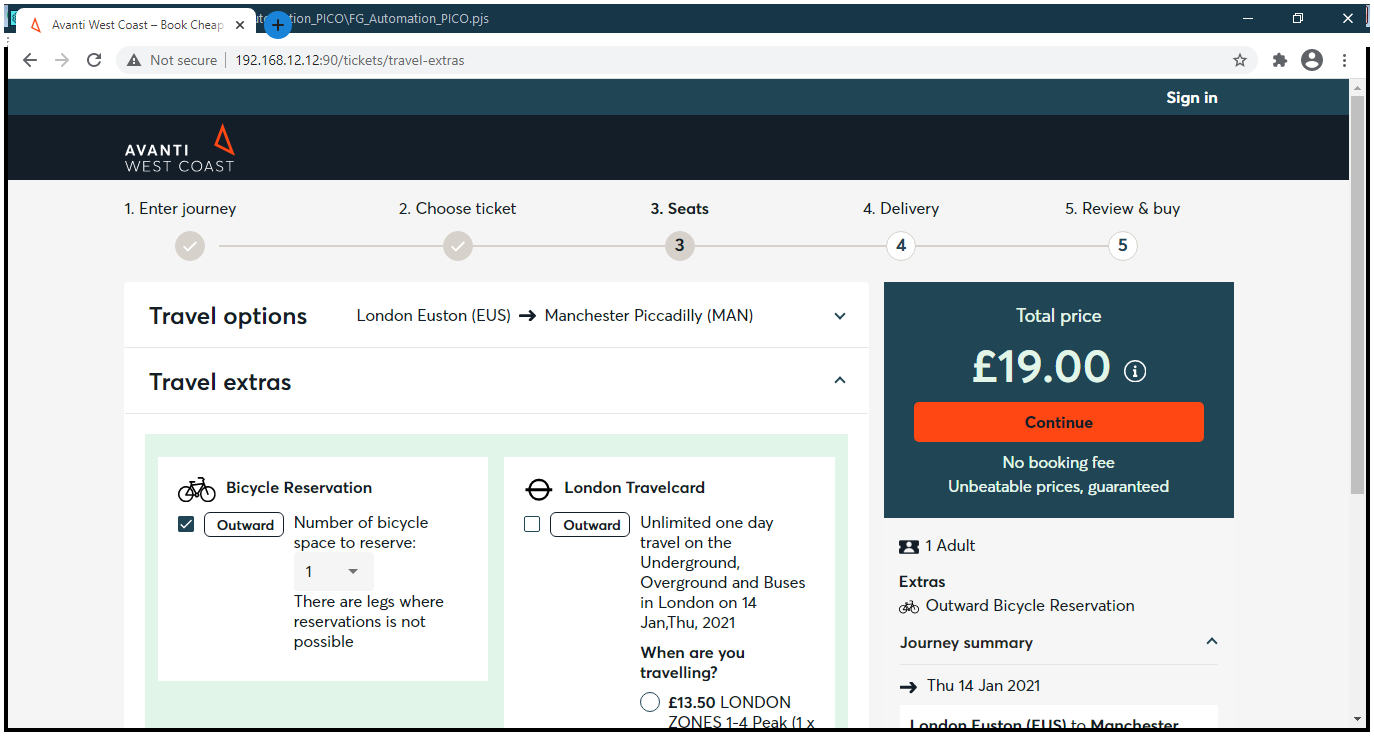 Avanti West Coast – Book Cheap
utomation_PICO\FG_Automation_PICO.pjs
Not secure
192.168.12.12:90/tickets/travel-extras
Sign in
AVANTI
WEST COAST
1. Enter journey
2. Choose ticket
3. Seats
4. Delivery
5. Review & buy
3
4
5
Travel options
London Euston (EUS) → Manchester Piccadilly (MAN)
Travel extras
Bicycle Reservation
Outward
Number of bicycle
space to reserve:
1
There are legs where
reservations is not
possible
London Travelcard
Outward
Unlimited one day
travel on the
Underground,
Overground and Buses
in London on 14
Jan,Thu, 2021
When are you
travelling?
£13.50 LONDON
ZONES 1-4 Peak (1 x
Total price
£19.00
Continue
No booking fee
Unbeatable prices, guaranteed
1 Adult
Extras
Outward Bicycle Reservation
Journey summary
→ Thu 14 Jan 2021
London Euston (EUS) to Manchester